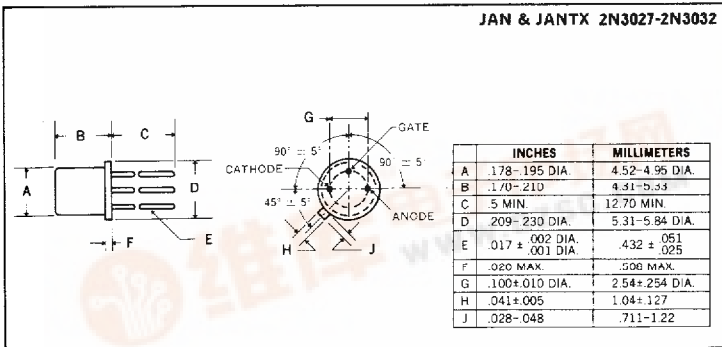 JAN & JANTX 2N3027-2N3032
B
C
A
D
F
E
G
GATE
90° ± 5°
90° ± 5°
CATHODE
45° ± 5°
ANODE
H
J
INCHES MILLIMETERS
A .178-.195 DIA. 4.52-4.95 DIA.
B .170-.210 4.31-5.33
C .5 MIN. 12.70 MIN.
D .209-.230 DIA. 5.31-5.84 DIA.
E .017 ± .002 DIA. .001 DIA. .432 ± .051 .025
F .020 MAX. .508 MAX.
G .100±.010 DIA. 2.54±.254 DIA.
H .041±.005 1.04±.127
J .028-.048 .711-1.22